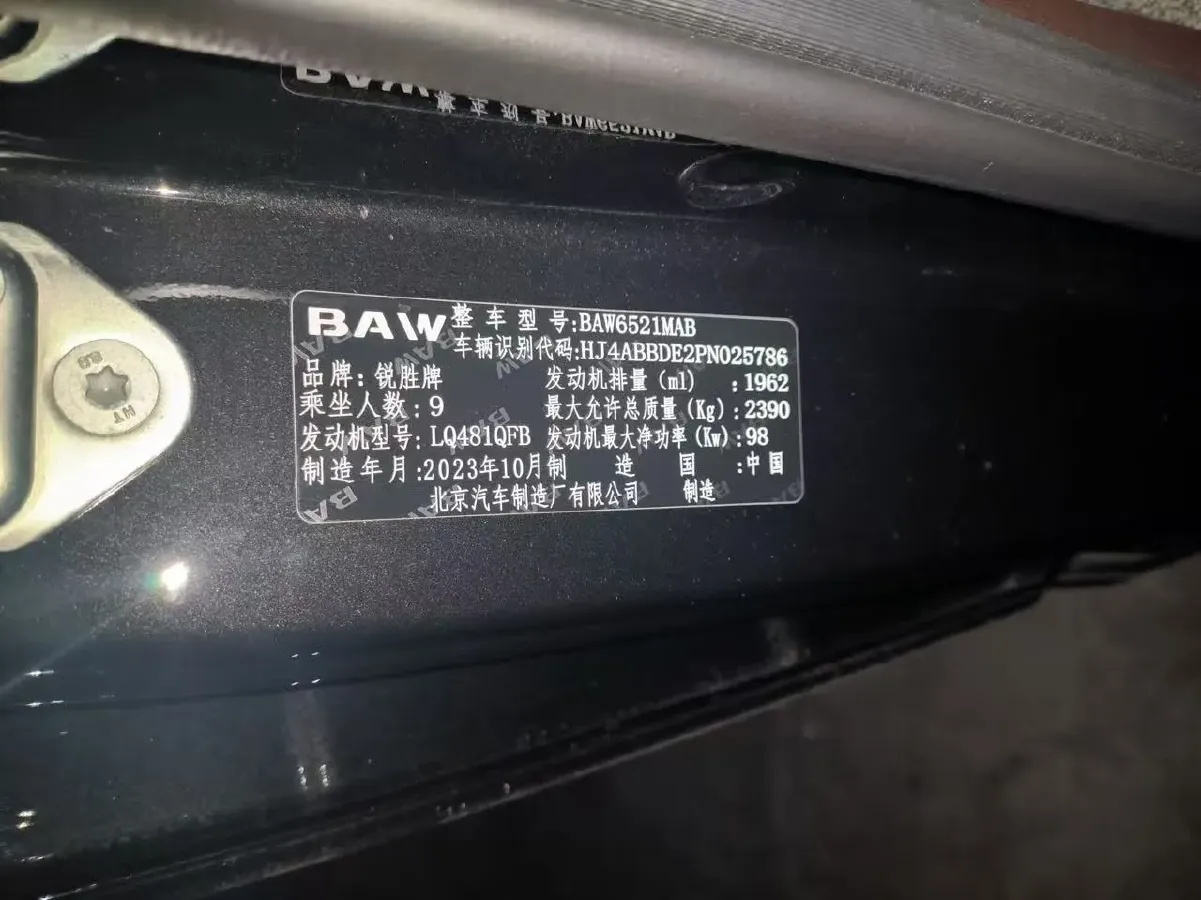 BAW 整车型号:BAW6521MAB
车辆识别代码:HJ4ABBDE2PN025786
品牌:锐胜牌 发动机排量(ml) :1962
乘坐人数:9 最大允许总质量(Kg):2390
发动机型号:LQ481QFB 发动机最大净功率(Kw):98
制造年月:2023年10月 制造国:中国
北京汽车制造厂有限公司 制造